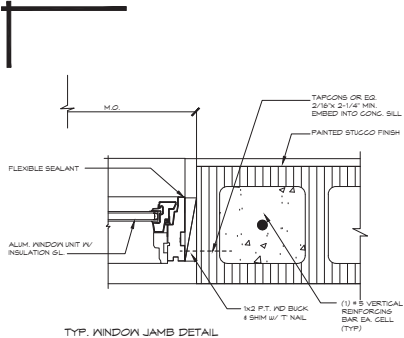 M.O.
TAPCONS OR EQ.
2/16"X 2-1/4" MIN.
EMBED INTO CONC. SILL
PAINTED STUCCO FINISH
FLEXIBLE SEALANT
ALUM. WINDOW UNIT W/
INSULATION GL.
1x2 P.T. WD BUCK
& SHIM W/ 'T' NAIL
(1) # 5 VERTICAL
REINFORCING
BAR EA. CELL
(TYP.)
TYP. WINDOW JAMB DETAIL